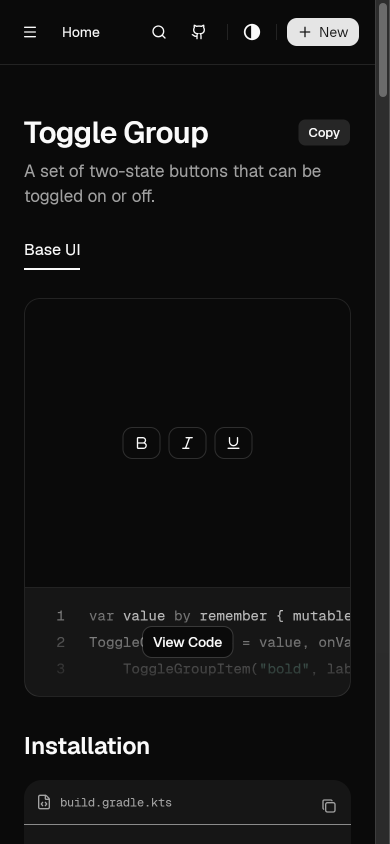 Home
New
Toggle Group
Copy
A set of two-state buttons that can be
toggled on or off.
Base UI
B I U
1 var value by remember { mutable
2 = value, onVa
View Code
3 ToggleGroupItem("bold", lab
Installation
build.gradle.kts